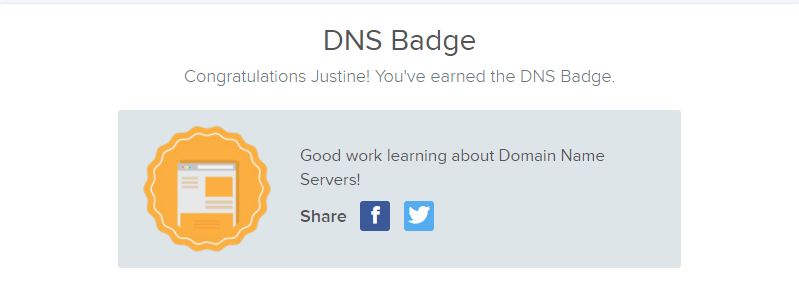 DNS Badge
Congratulations Justine! You've earned the DNS Badge.
Good work learning about Domain Name
Servers!
Share